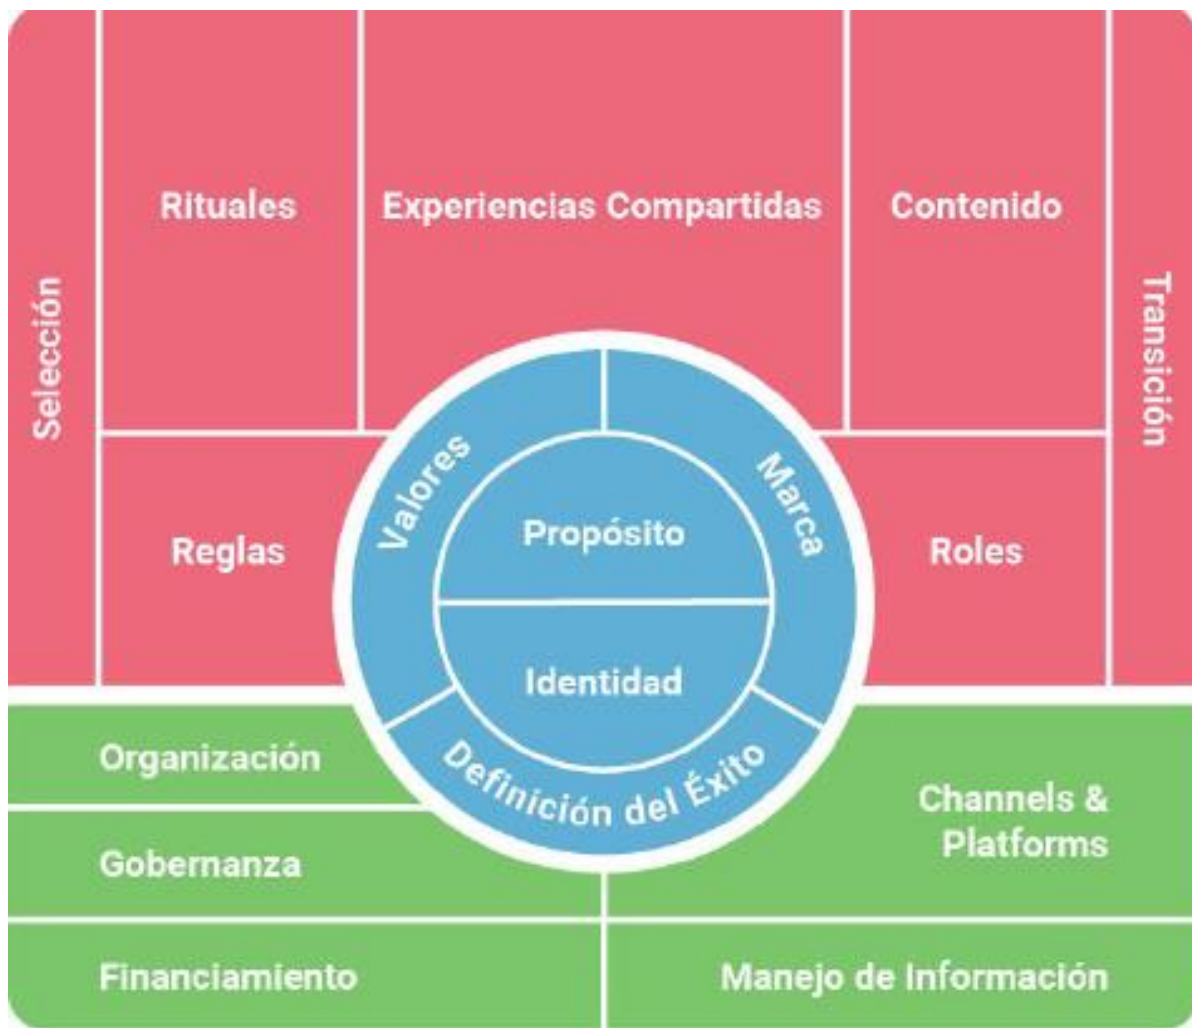 Selección
Rituales
Experiencias Compartidas
Contenido
Transición
Reglas
Valores
Marca
Propósito
Roles
Identidad
Definición del Éxito
Organización
Gobernanza
Financiamiento
Channels &
Platforms
Manejo de Información